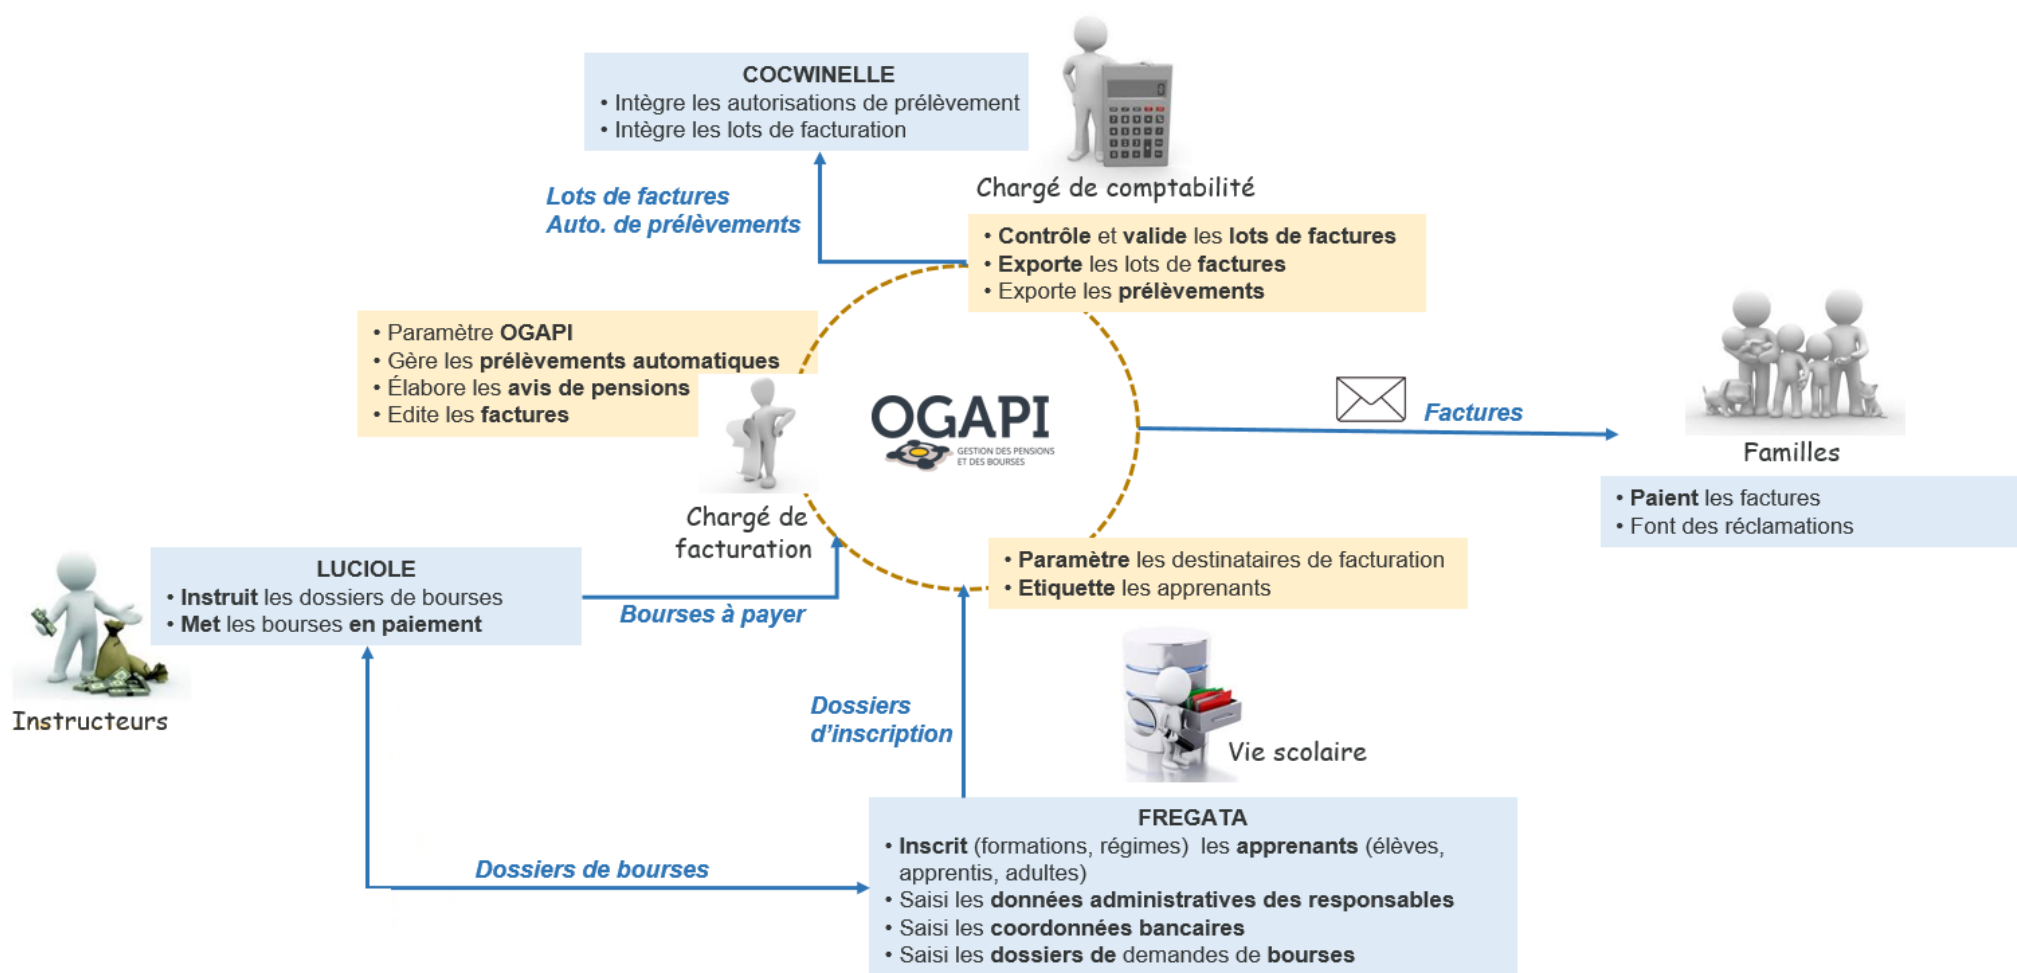 COCWINELLE
• Intègre les autorisations de prélèvement
• Intègre les lots de facturation
Chargé de comptabilité
Lots de factures
Auto. de prélèvements
• Contrôle et valide les lots de factures
• Exporte les lots de factures
• Exporte les prélèvements
• Paramètre OGAPI
• Gère les prélèvements automatiques
• Élabore les avis de pensions
• Edite les factures
OGAPI
GESTION DES PENSIONS
ET DES BOURSES
Factures
Familles
• Paient les factures
• Font des réclamations
Chargé de
facturation
LUCIOLE
• Instruit les dossiers de bourses
• Met les bourses en paiement
Bourses à payer
• Paramètre les destinataires de facturation
• Etiquette les apprenants
Instructeurs
Dossiers
d'inscription
Vie scolaire
Dossiers de bourses
FREGATA
• Inscrit (formations, régimes) les apprenants (élèves,
apprentis, adultes)
• Saisi les données administratives des responsables
• Saisi les coordonnées bancaires
• Saisi les dossiers de demandes de bourses